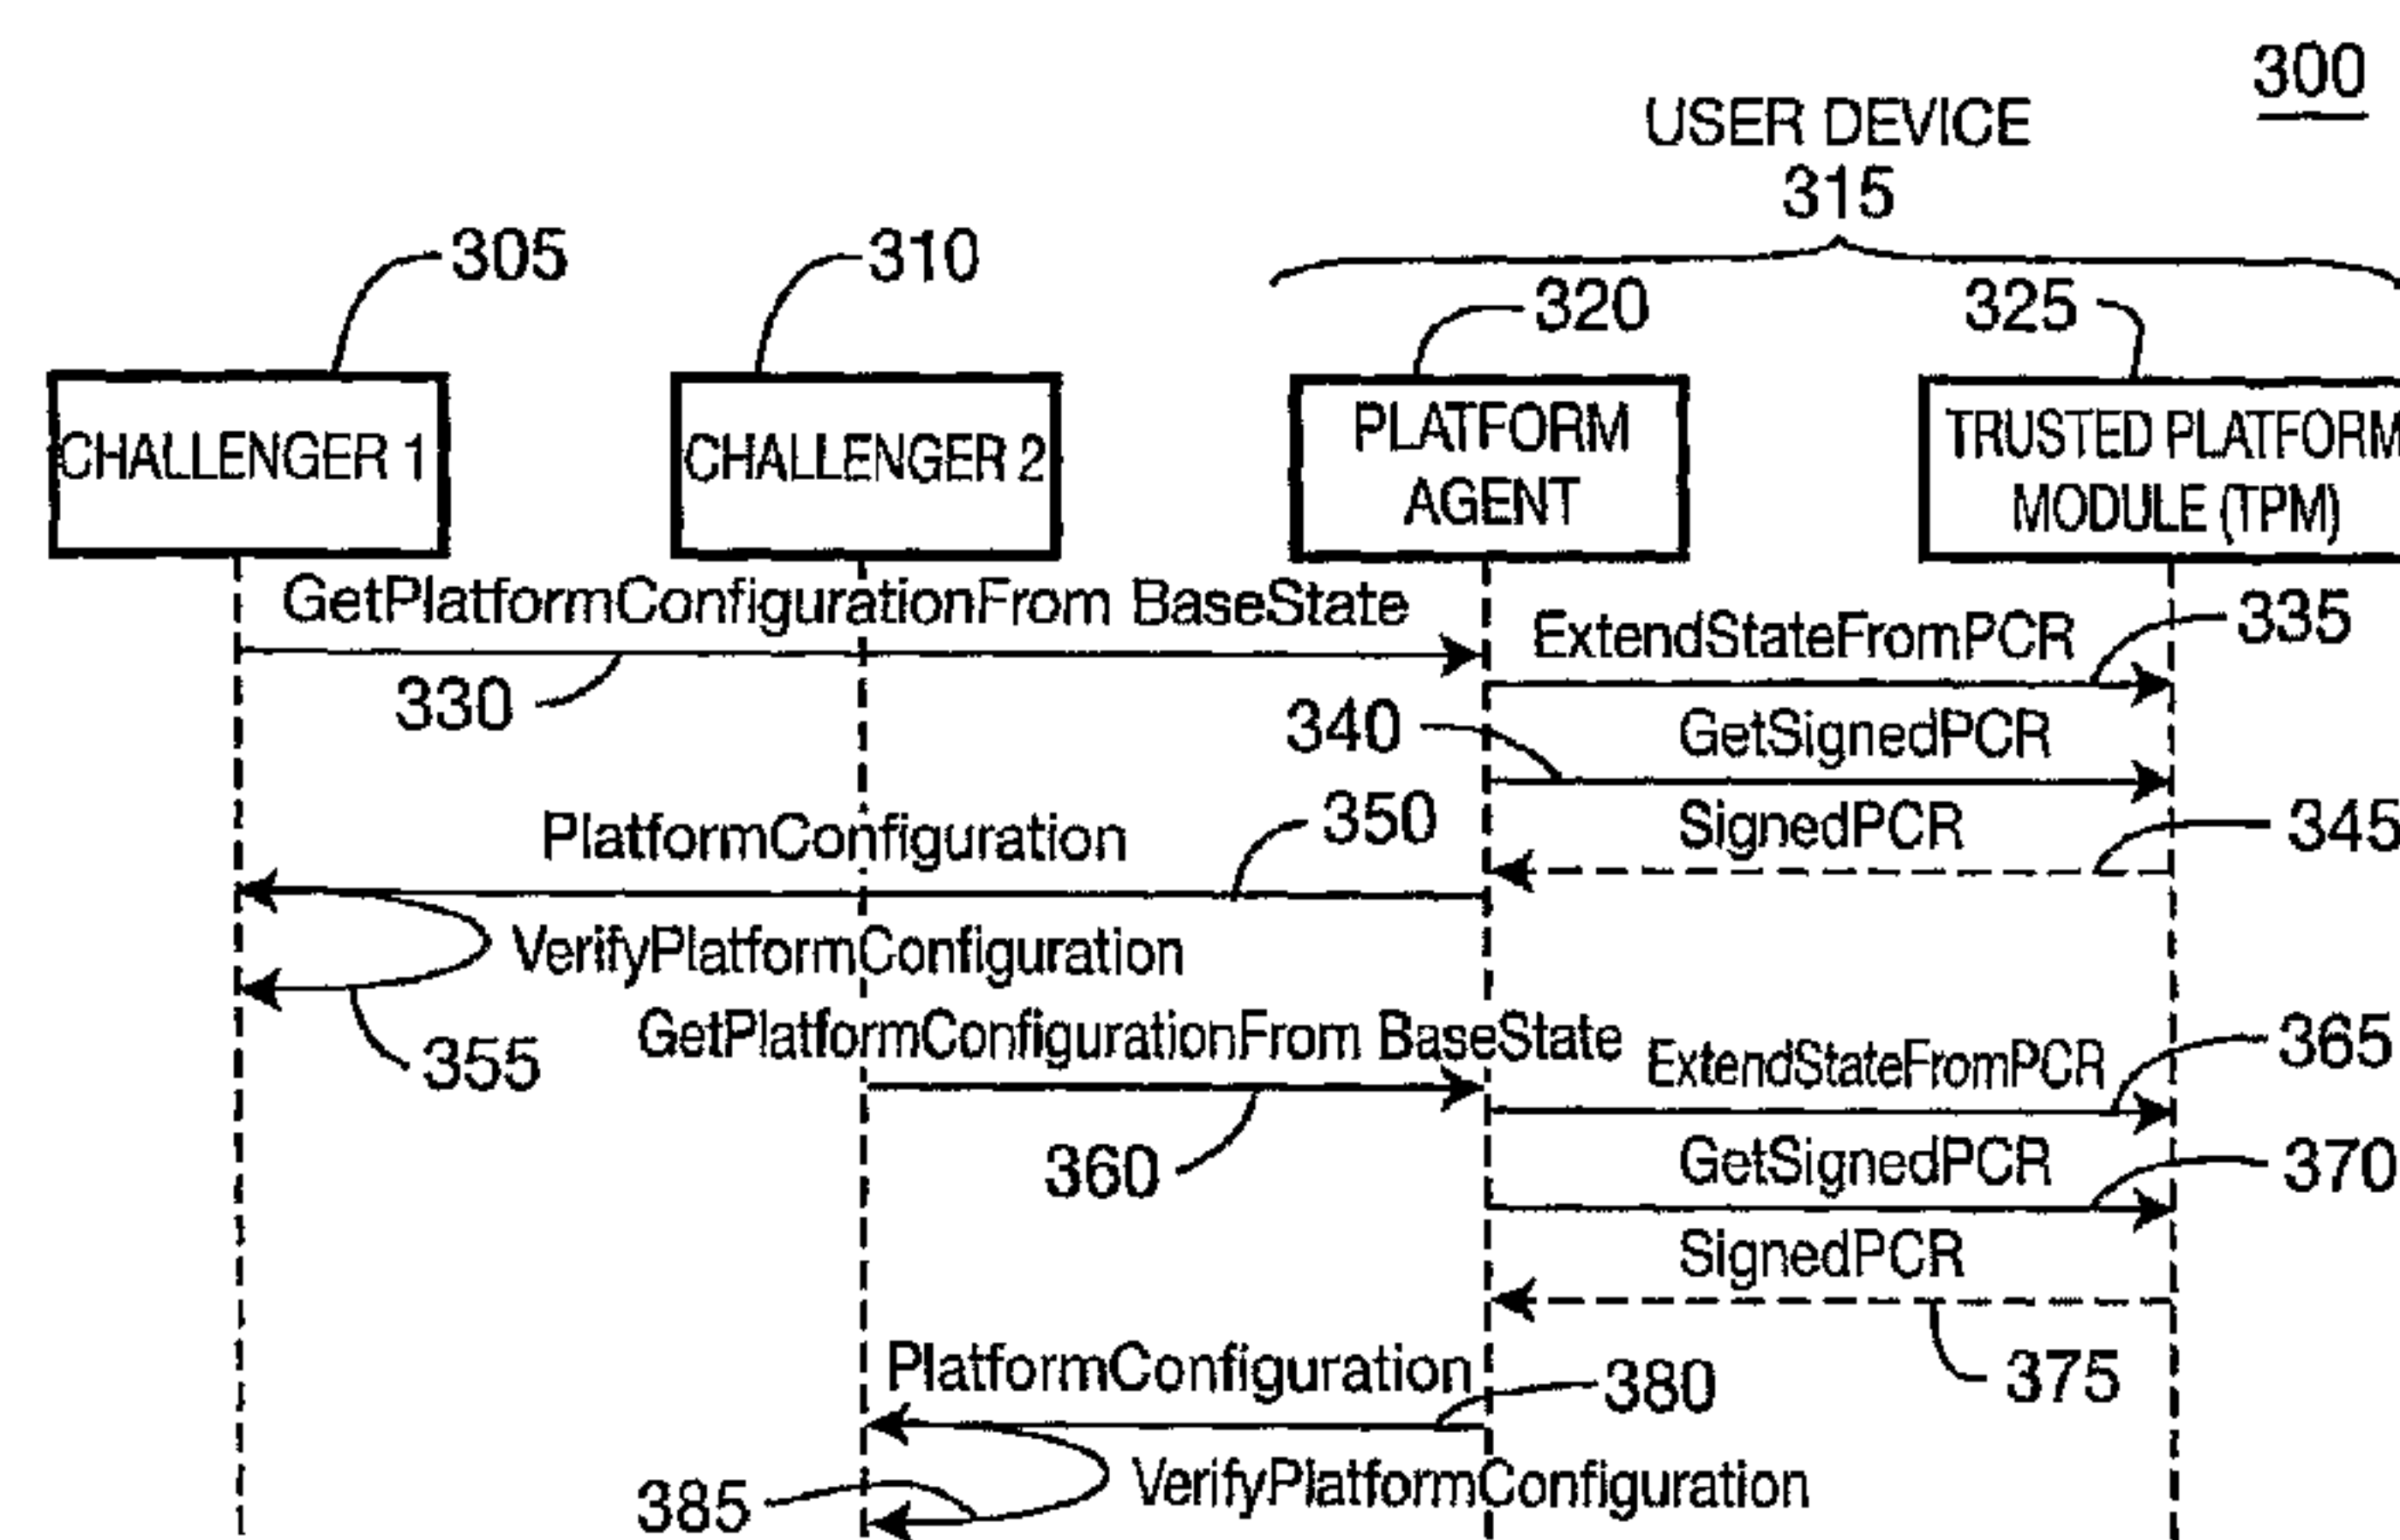 300
USER DEVICE
315
305
310
320
325
CHALLENGER 1
CHALLENGER 2
PLATFORM
AGENT
TRUSTED PLATFORM
MODULE (TPM)
GetPlatformConfigurationFrom BaseState
330
ExtendStateFromPCR
335
340
GetSignedPCR
PlatformConfiguration
350
SignedPCR
345
VerifyPlatformConfiguration
355
GetPlatformConfigurationFrom BaseState
360
ExtendStateFromPCR
365
GetSignedPCR
370
SignedPCR
375
PlatformConfiguration
380
385
VerifyPlatformConfiguration